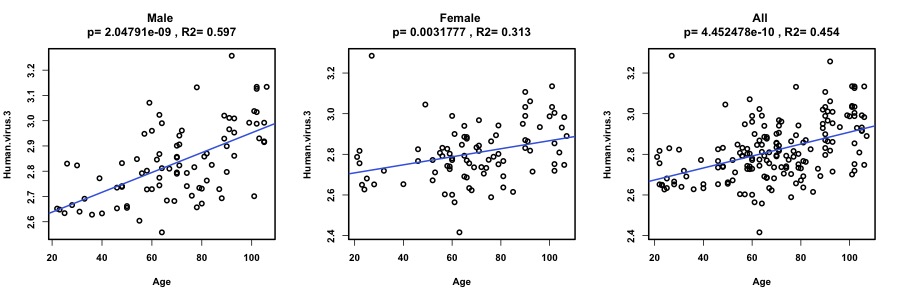 Male
p= 2.04791e-09 , R2= 0.597
Human.virus.3
3.2
3.1
3.0
2.9
2.8
2.7
2.6
20 40 60 80 100
Age
Female
p= 0.0031777 , R2= 0.313
Human.virus.3
3.2
3.0
2.8
2.6
2.4
20 40 60 80 100
Age
All
p= 4.452478e-10 , R2= 0.454
Human.virus.3
3.2
3.0
2.8
2.6
2.4
20 40 60 80 100
Age